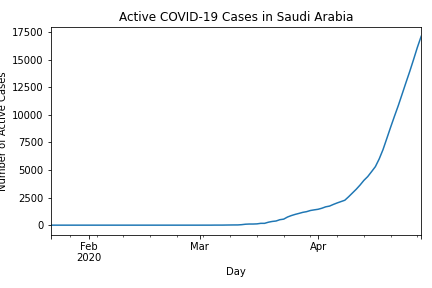 Active COVID-19 Cases in Saudi Arabia
17500
15000
12500
10000
7500
5000
2500
0
Number of Active Cases
Feb
2020
Mar
Apr
Day